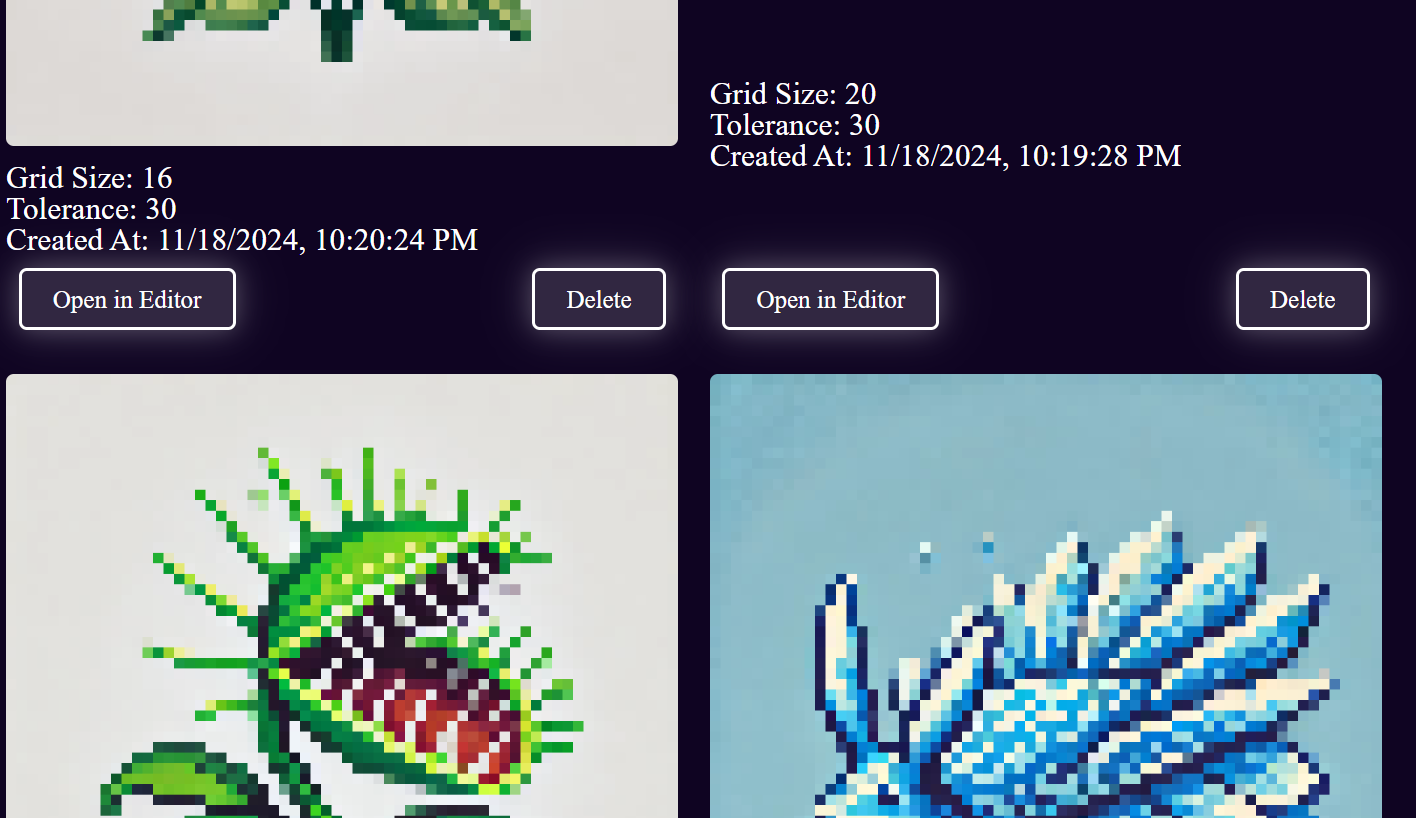 Grid Size: 16
Tolerance: 30
Created At: 11/18/2024, 10:20:24 PM
Open in Editor
Delete
Grid Size: 20
Tolerance: 30
Created At: 11/18/2024, 10:19:28 PM
Open in Editor
Delete